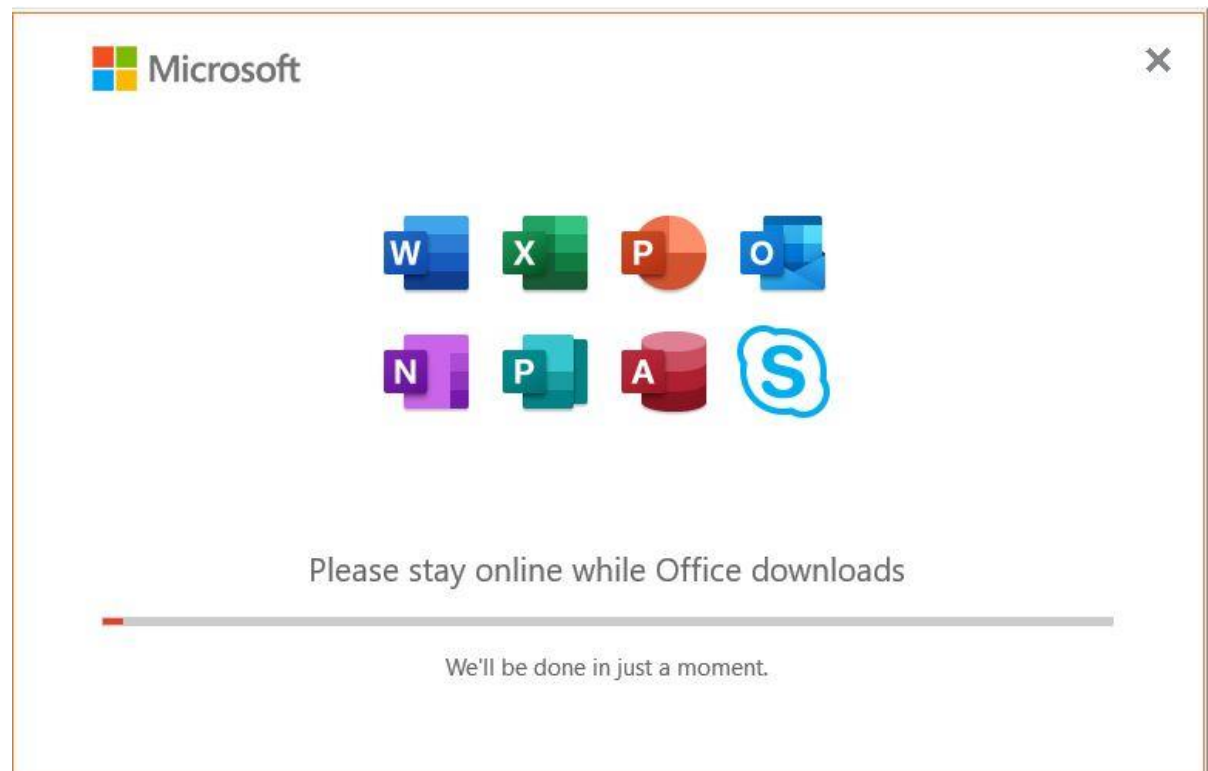 Microsoft
W X P O
N P A S
Please stay online while Office downloads
We'll be done in just a moment.